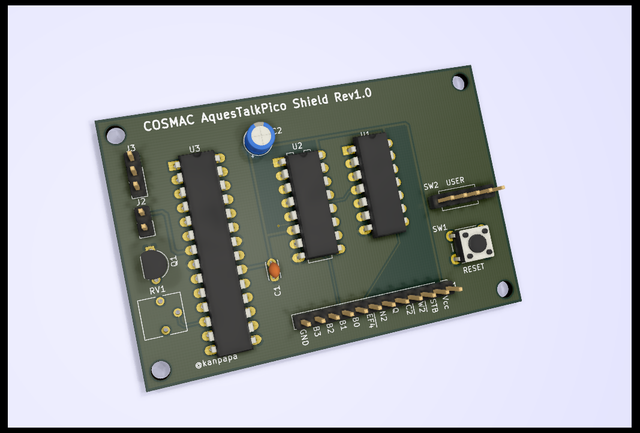 COSMAC AquesTalkPico Shield Rev1.0
C2
J3
U3
U2
U1
SW2 USER
J2
SW1
Q1
RESET
RV1
C1
GND
B3
B2
B1
B0
EF4
N2
Q
STB
Vcc
@kanpapa